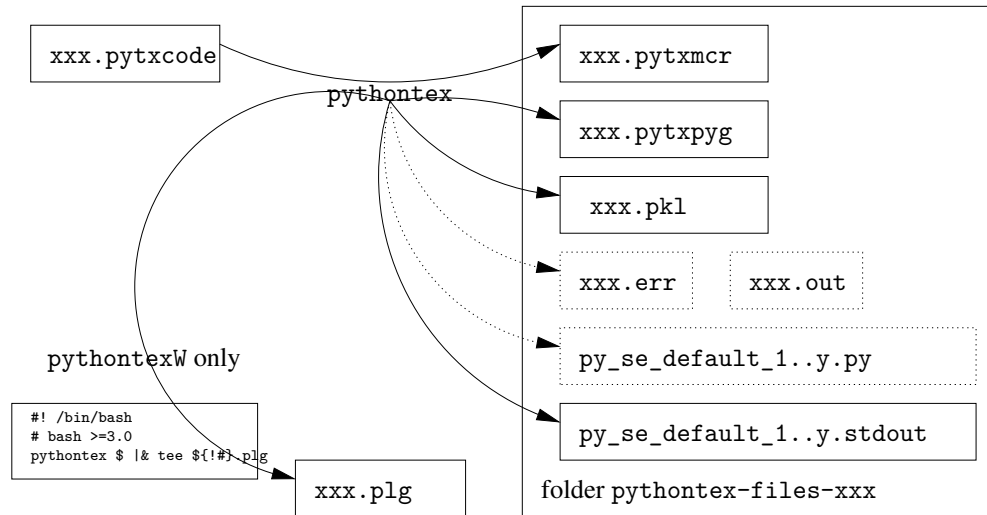 xxx.pytxcode
pythontex
xxx.pytxmcr
xxx.pytxpyg
xxx.pkl
xxx.err
xxx.out
py_se_default_1..y.py
py_se_default_1..y.stdout
folder pythontex-files-xxx
pythontexW only
#! /bin/bash
# bash >=3.0
pythontex $ |& tee ${!#}.plg
xxx.plg